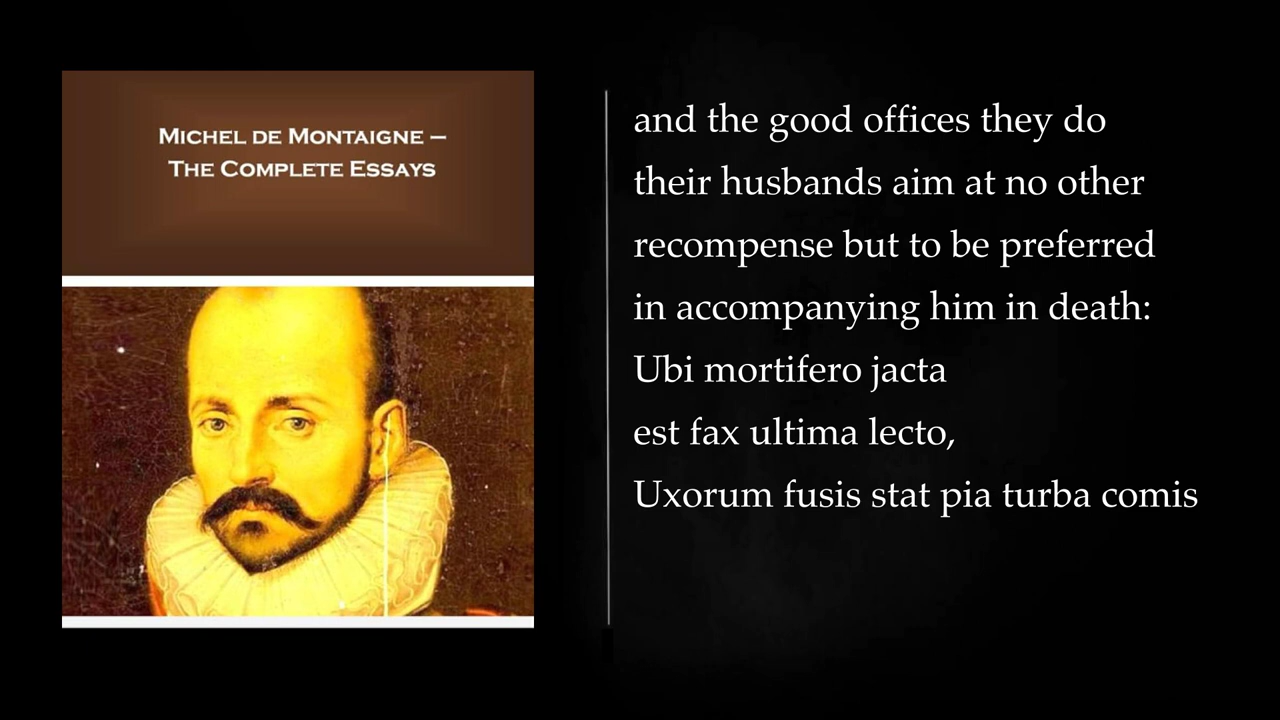 MICHEL DE MONTAIGNE –
THE COMPLETE ESSAYS
and the good offices they do
their husbands aim at no other
recompense but to be preferred
in accompanying him in death:
Ubi mortifero jacta
est fax ultima lecto,
Uxorum fusis stat pia turba comis